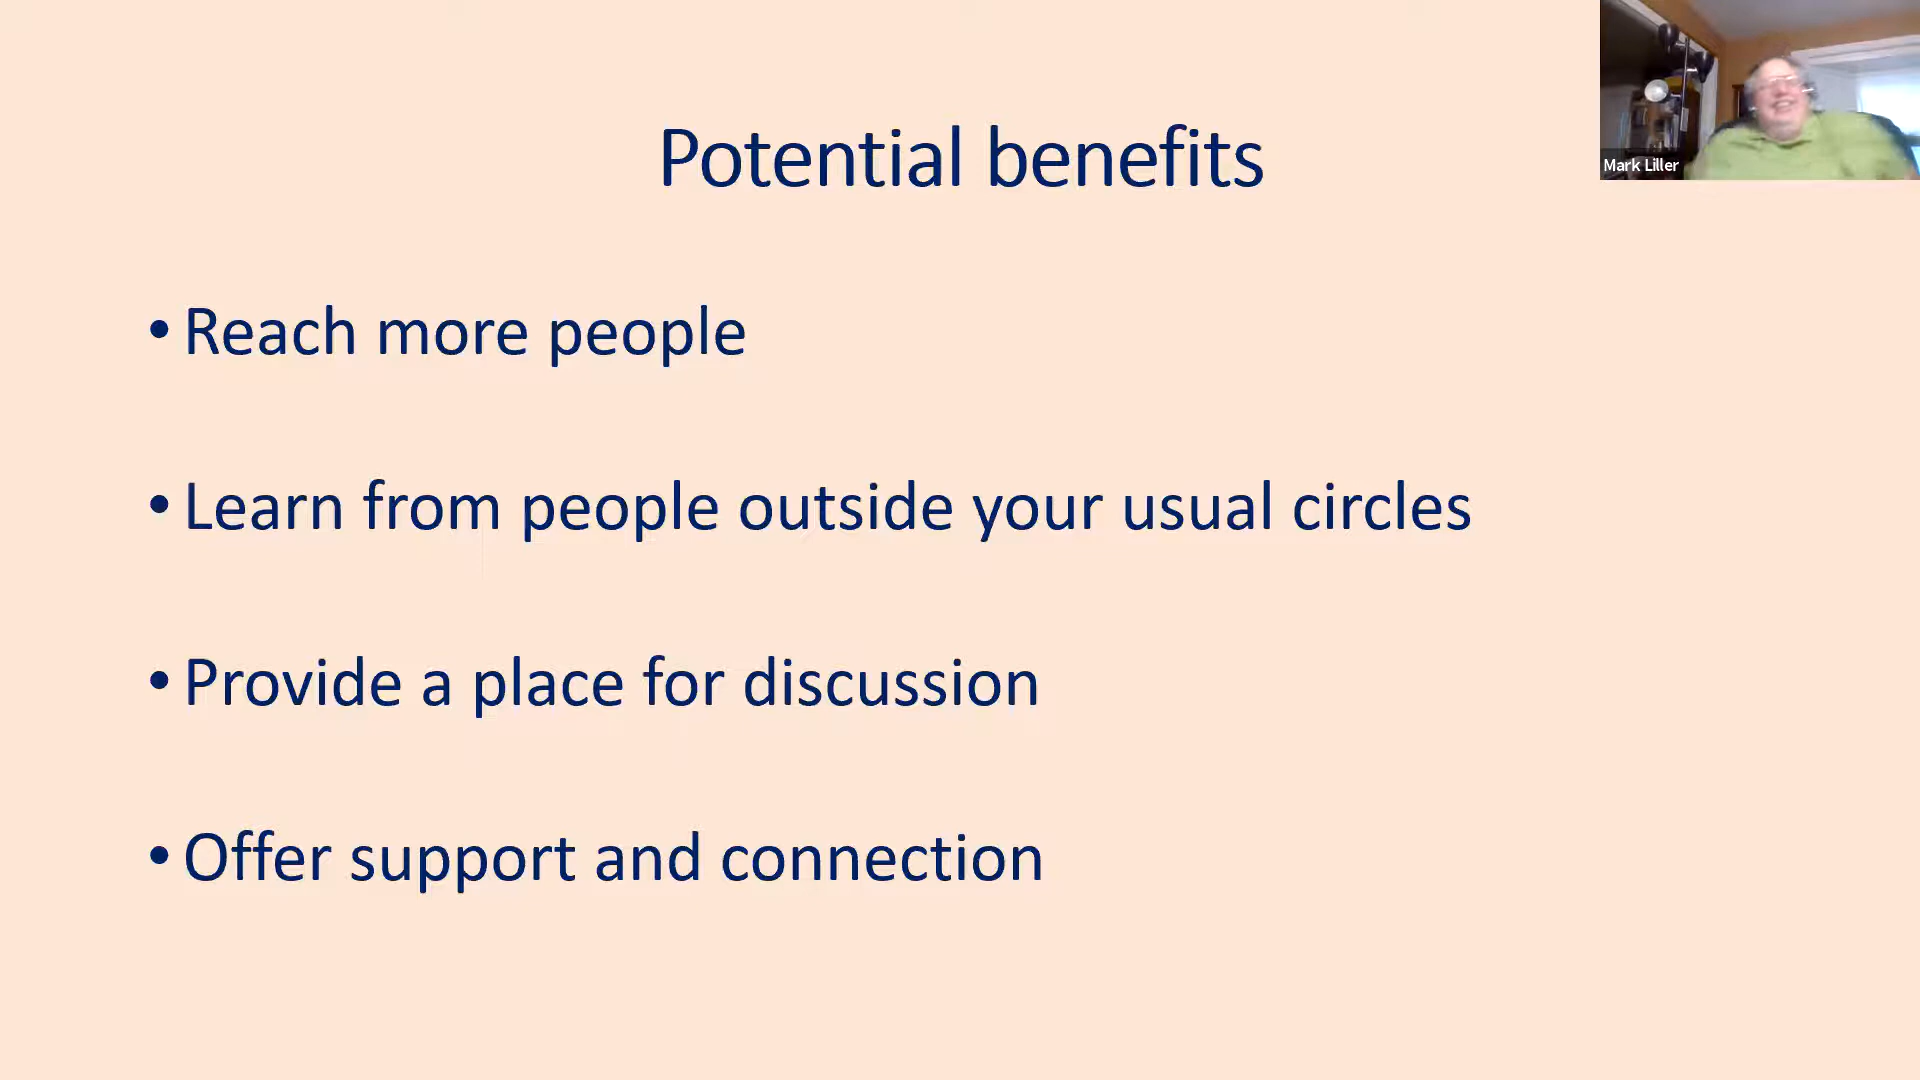 Potential benefits
Mark Liller
• Reach more people
• Learn from people outside your usual circles
• Provide a place for discussion
• Offer support and connection